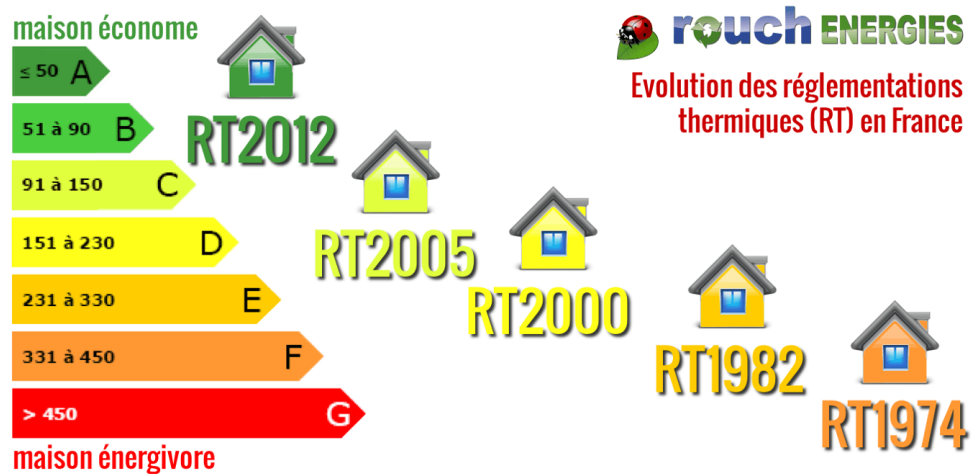 maison économe
≤ 50 A
51 à 90 B
91 à 150 C
151 à 230 D
231 à 330 E
331 à 450 F
> 450 G
maison énergivore
RT2012
RT2005
RT2000
RT1982
RT1974
rouch ENERGIES
Evolution des réglementations
thermiques (RT) en France